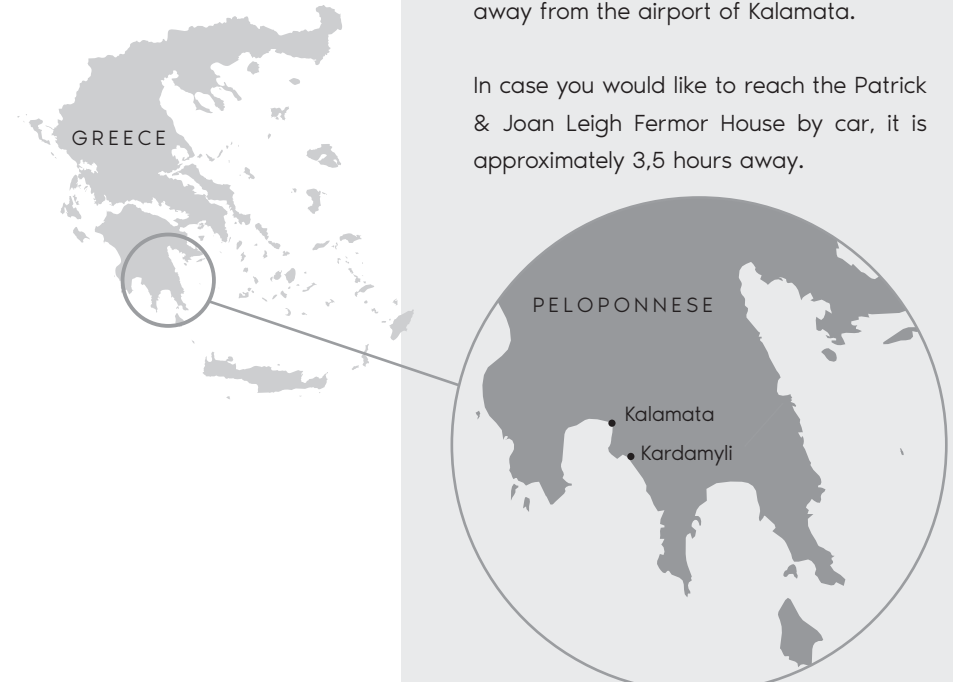 away from the airport of Kalamata.
In case you would like to reach the Patrick
& Joan Leigh Fermor House by car, it is
approximately 3,5 hours away.
GREECE
PELOPONNESE
Kalamata
Kardamyli